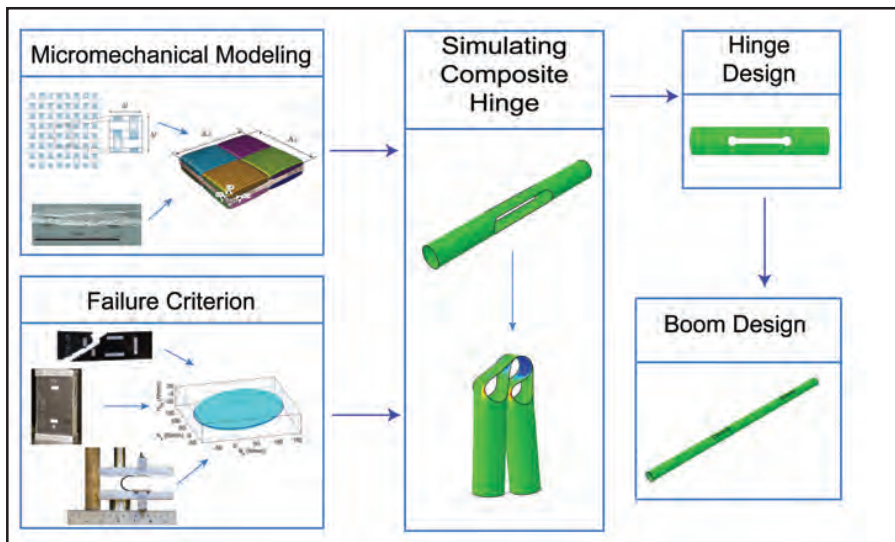 Micromechanical Modeling
Simulating
Composite
Hinge
Hinge
Design
Failure Criterion
Boom Design